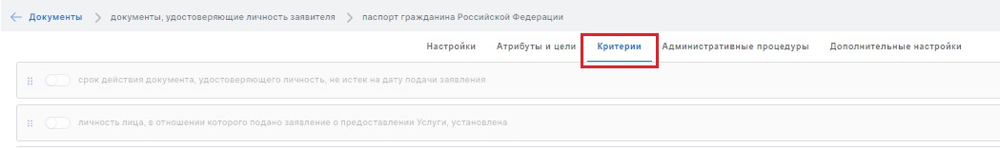 Документы > документы, удостоверяющие личность заявителя > паспорт гражданина Российской Федерации
Настройки Атрибуты и цели Критерии Административные процедуры Дополнительные настройки
срок действия документа, удостоверяющего личность, не истек на дату подачи заявления
личность лица, в отношении которого подано заявление о предоставлении Услуги, установлена